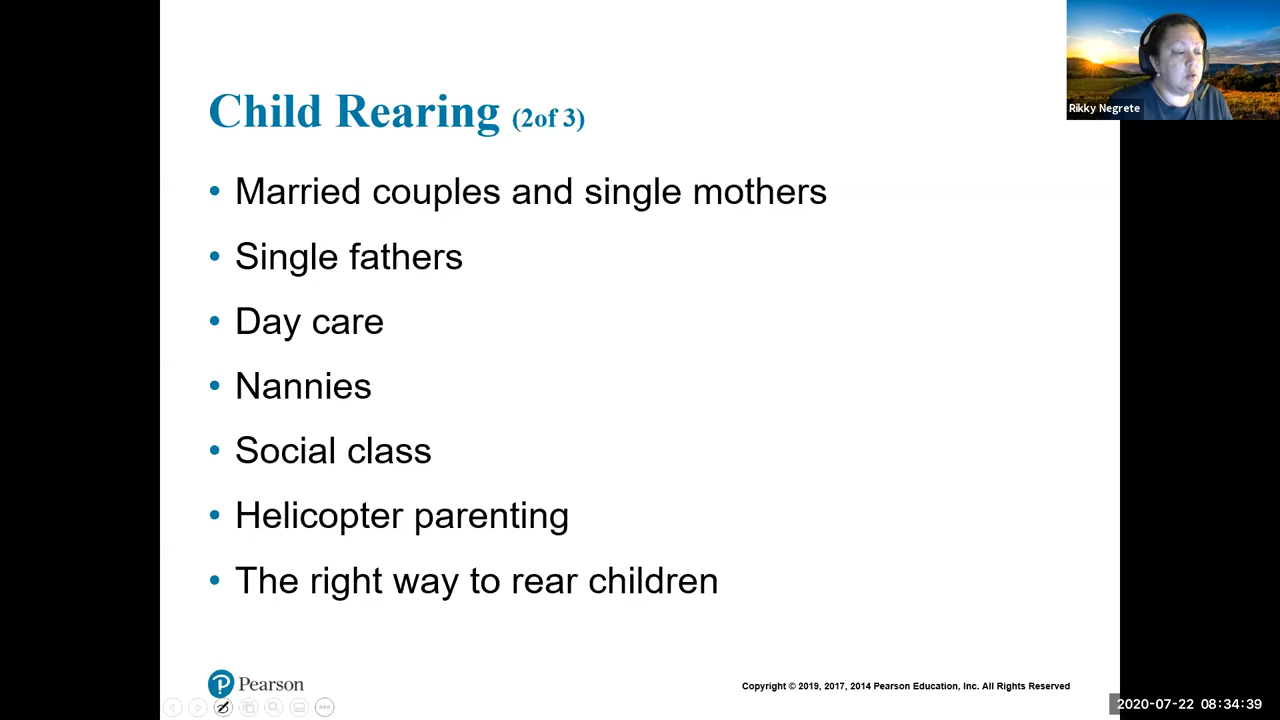 Child Rearing (2of 3)
• Married couples and single mothers
• Single fathers
• Day care
• Nannies
• Social class
• Helicopter parenting
• The right way to rear children
Rikky Negrete
P Pearson
Copyright © 2019, 2017, 2014 Pearson Education, Inc. All Rights Reserved
2020-07-22 08:34:39